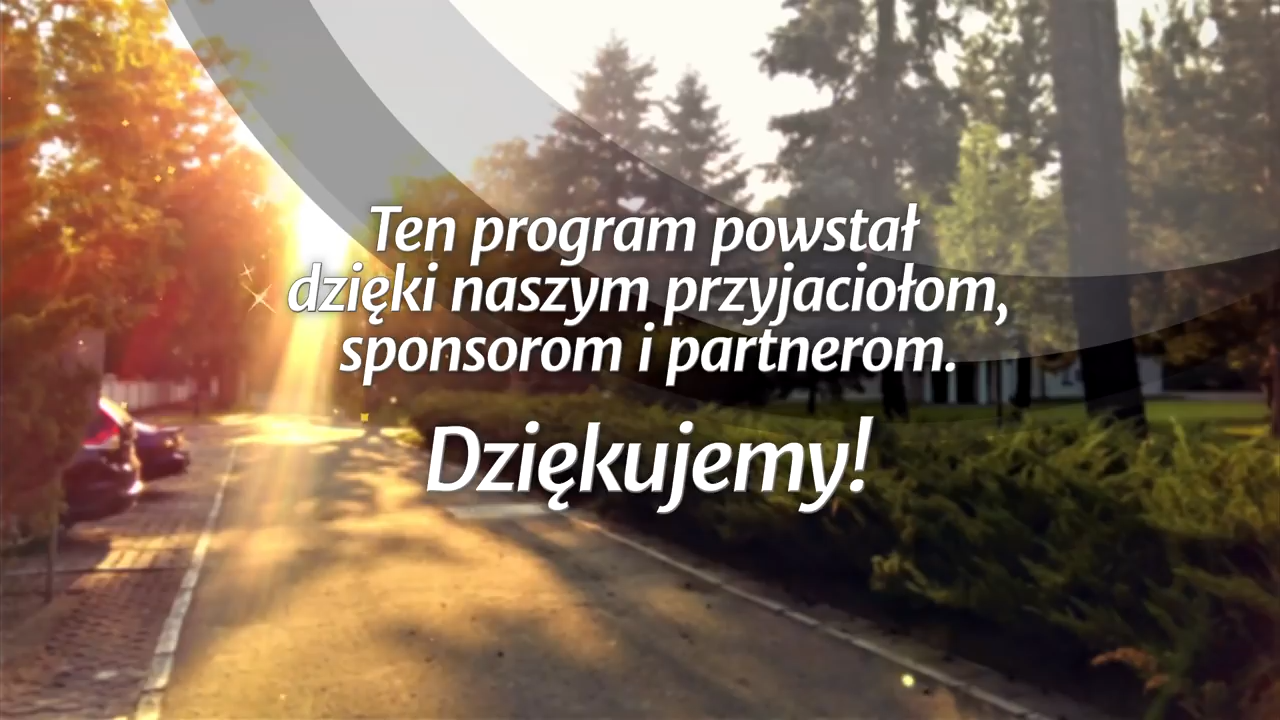 Ten program powstał
dzięki naszym przyjaciołom,
sponsorom i partnerom.
Dziękujemy!